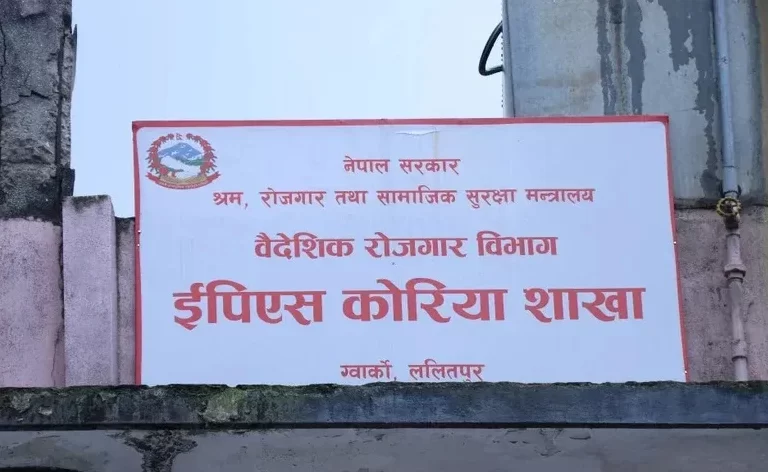 नेपाल सरकार
श्रम, रोजगार तथा सामाजिक सुरक्षा मन्त्रालय
वैदेशिक रोजगार विभाग
ईपिएस कोरिया शाखा
ग्वार्को, ललितपुर